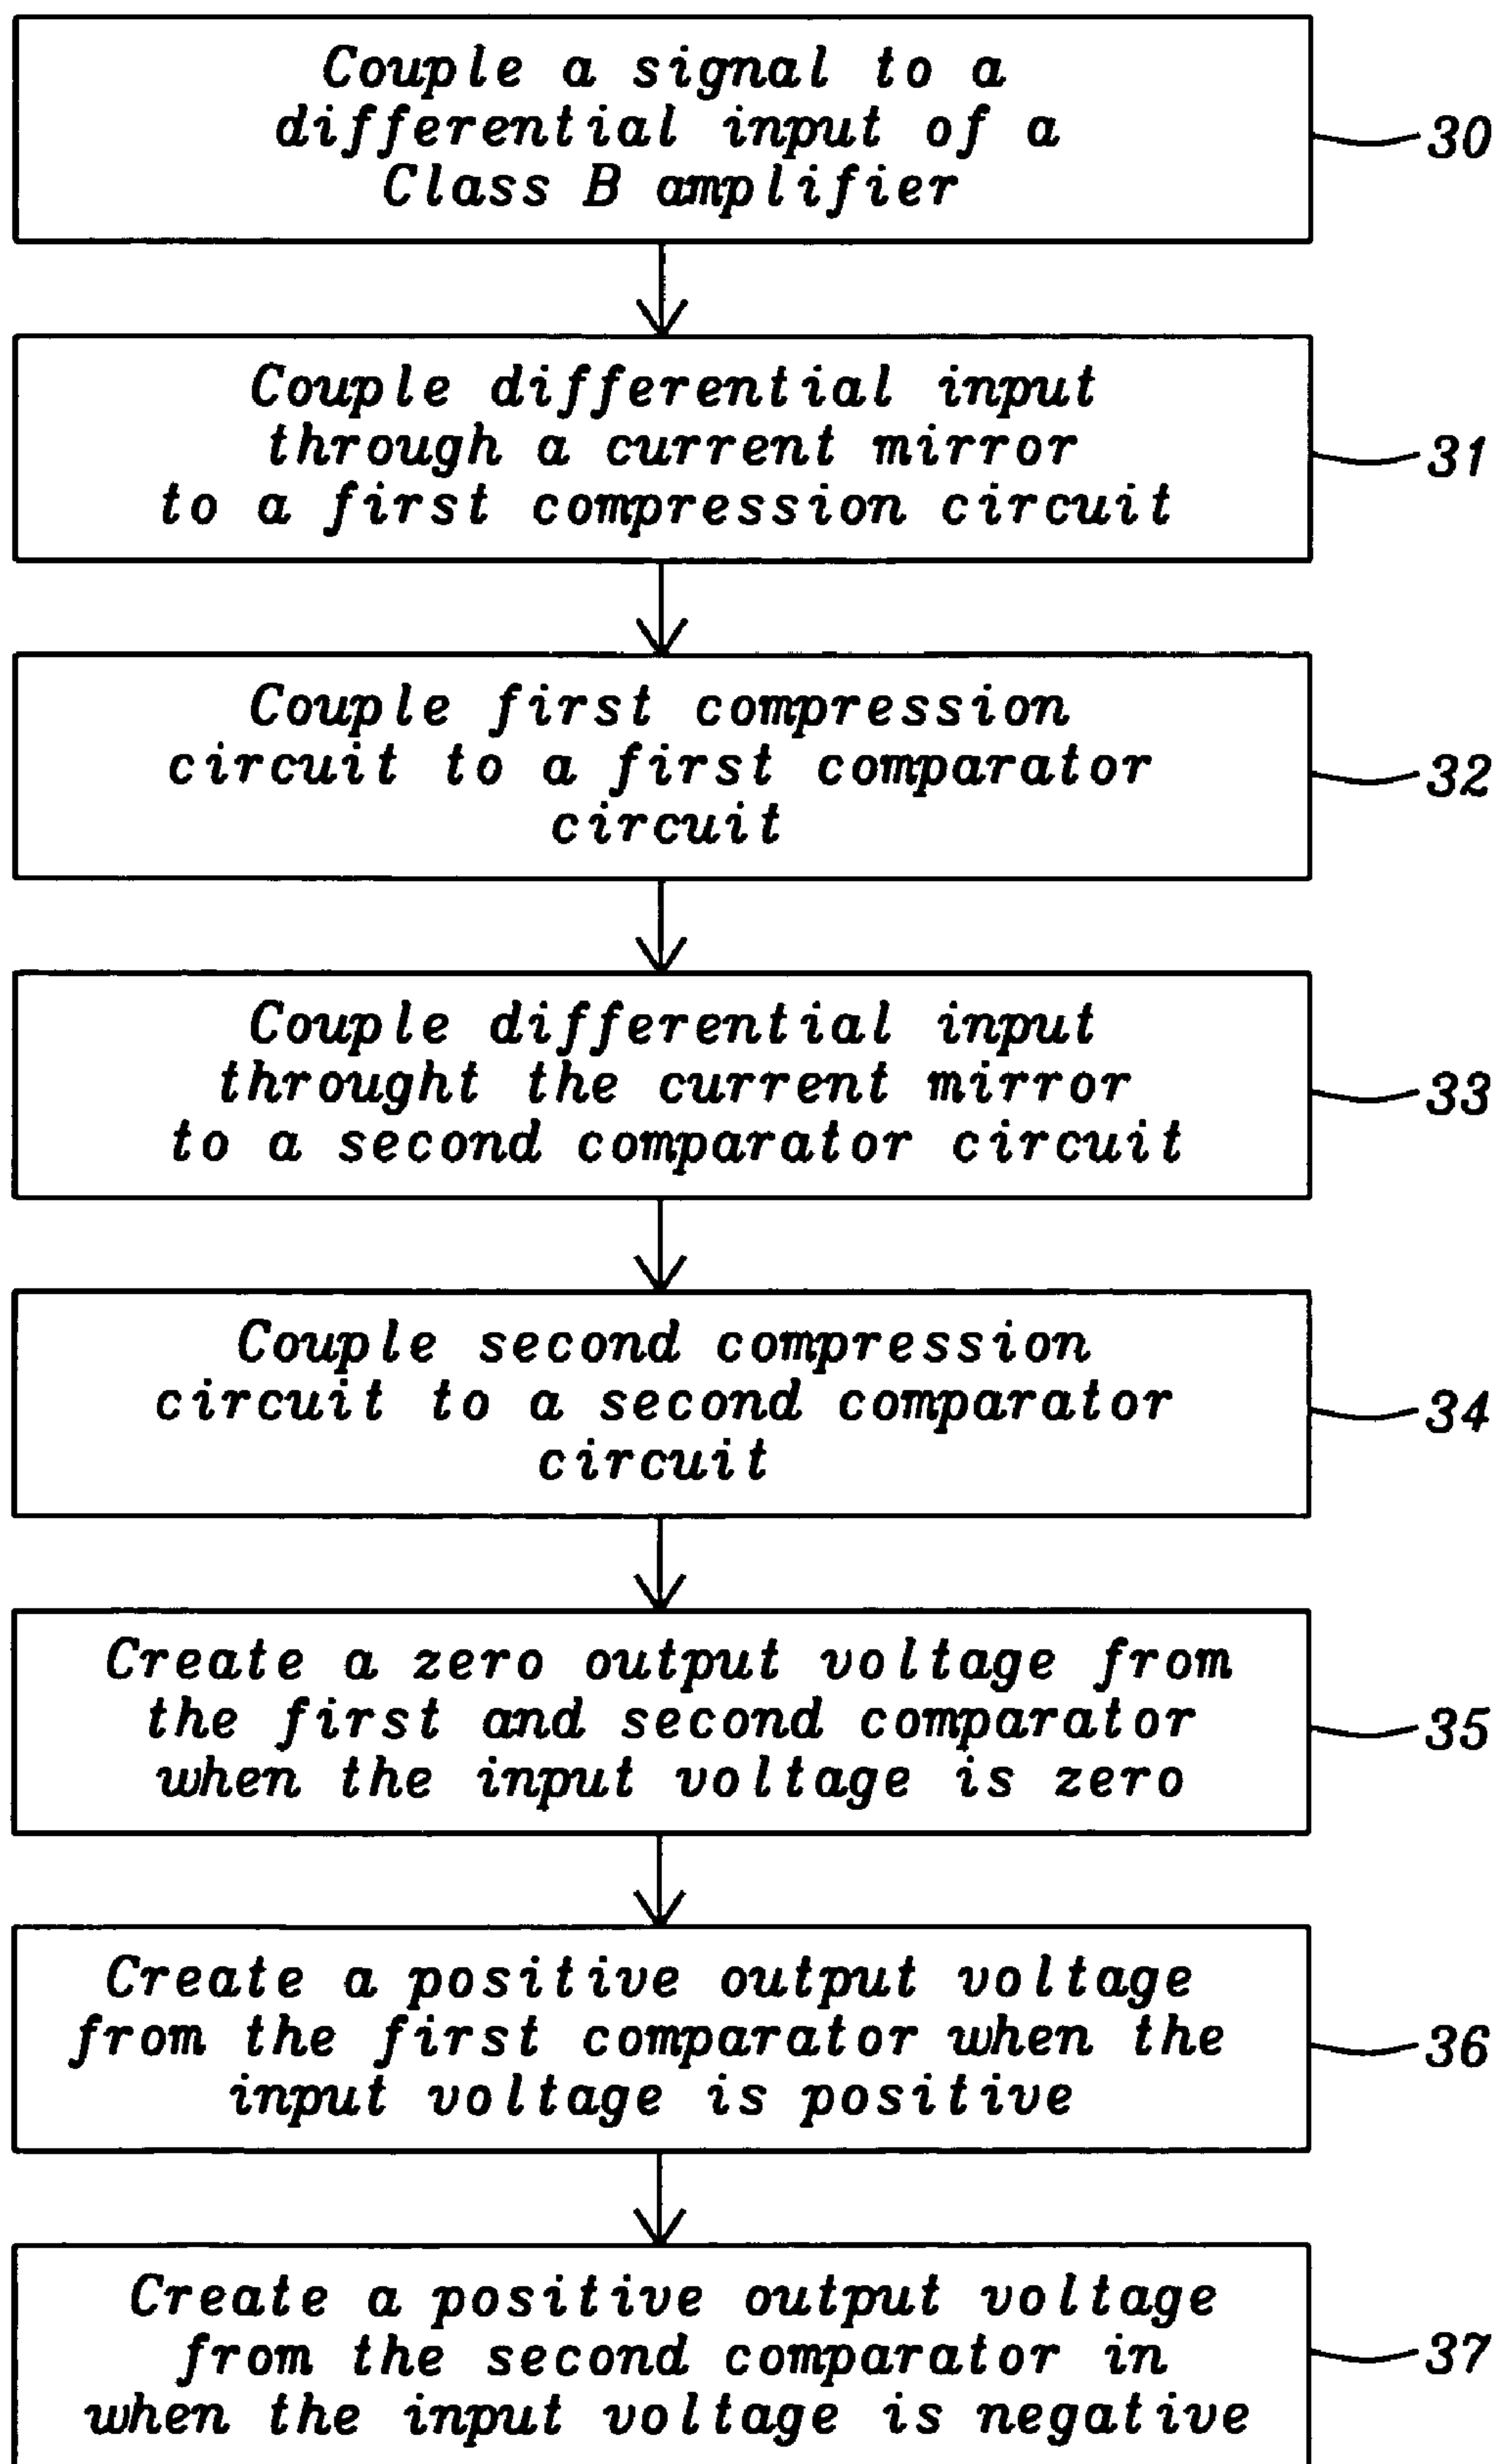 Couple a signal to a
differential input of a
Class B amplifier
30
Couple differential input
through a current mirror
to a first compression circuit
31
Couple first compression
circuit to a first comparator
circuit
32
Couple differential input
throught the current mirror
to a second comparator circuit
33
Couple second compression
circuit to a second comparator
circuit
34
Create a zero output voltage from
the first and second comparator
when the input voltage is zero
35
Create a positive output voltage
from the first comparator when the
input voltage is positive
36
Create a positive output voltage
from the second comparator in
when the input voltage is negative
37